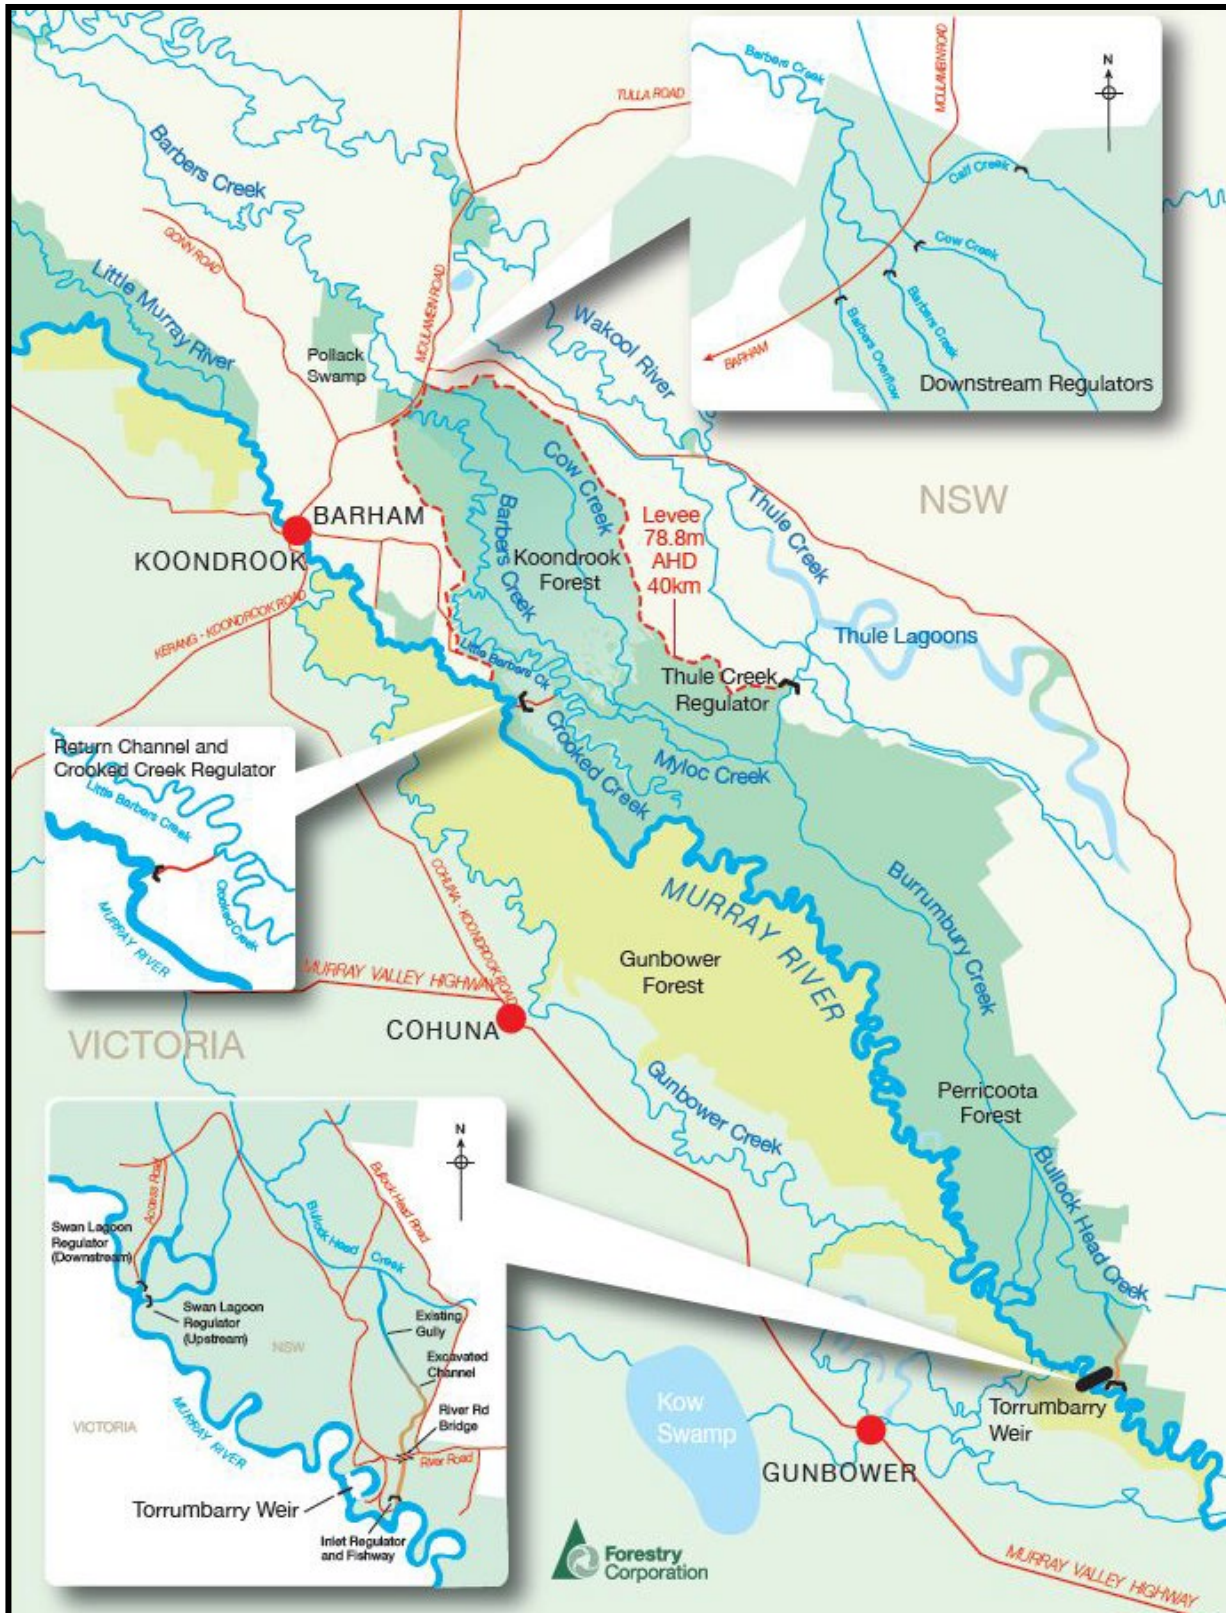 Barbers Creek
TULLA ROAD
GONN ROAD
Little Murray River
MOULAMEIN ROAD
Pollack
Swamp
Wakool River
Barbers Creek
MOULAMEIN ROAD
N
Calf Creek
Cow Creek
Barbers Creek
Barbers Overflow
BARHAM
Downstream Regulators
NSW
BARHAM
KOONDROOK
Cow Creek
Barbers Creek
Koondrook
Forest
Levee
78.8m
AHD
40km
Thule Creek
Thule Lagoons
KERANG - KOONDROOK ROAD
Little Barbers Ck
Thule Creek
Regulator
Crooked Creek
Myloc Creek
Return Channel and
Crooked Creek Regulator
Little Barbers Creek
Crooked Creek
MURRAY RIVER
COHUNA - KOONDROOK ROAD
MURRAY RIVER
Burrumbury Creek
Gunbower
Forest
MURRAY VALLEY HIGHWAY
COHUNA
VICTORIA
Gunbower Creek
Perricoota
Forest
Bullock Head Creek
N
Access Road
Bullock Head Road
Bullock Head Creek
Swan Lagoon
Regulator
(Downstream)
Swan Lagoon
Regulator
(Upstream)
Existing
Gully
NSW
Excavated
Channel
VICTORIA
MURRAY RIVER
River Rd
Bridge
River Road
Torrumbarry Weir
Inlet Regulator
and Fishway
Kow
Swamp
Torrumbarry
Weir
GUNBOWER
Forestry
Corporation
MURRAY VALLEY HIGHWAY